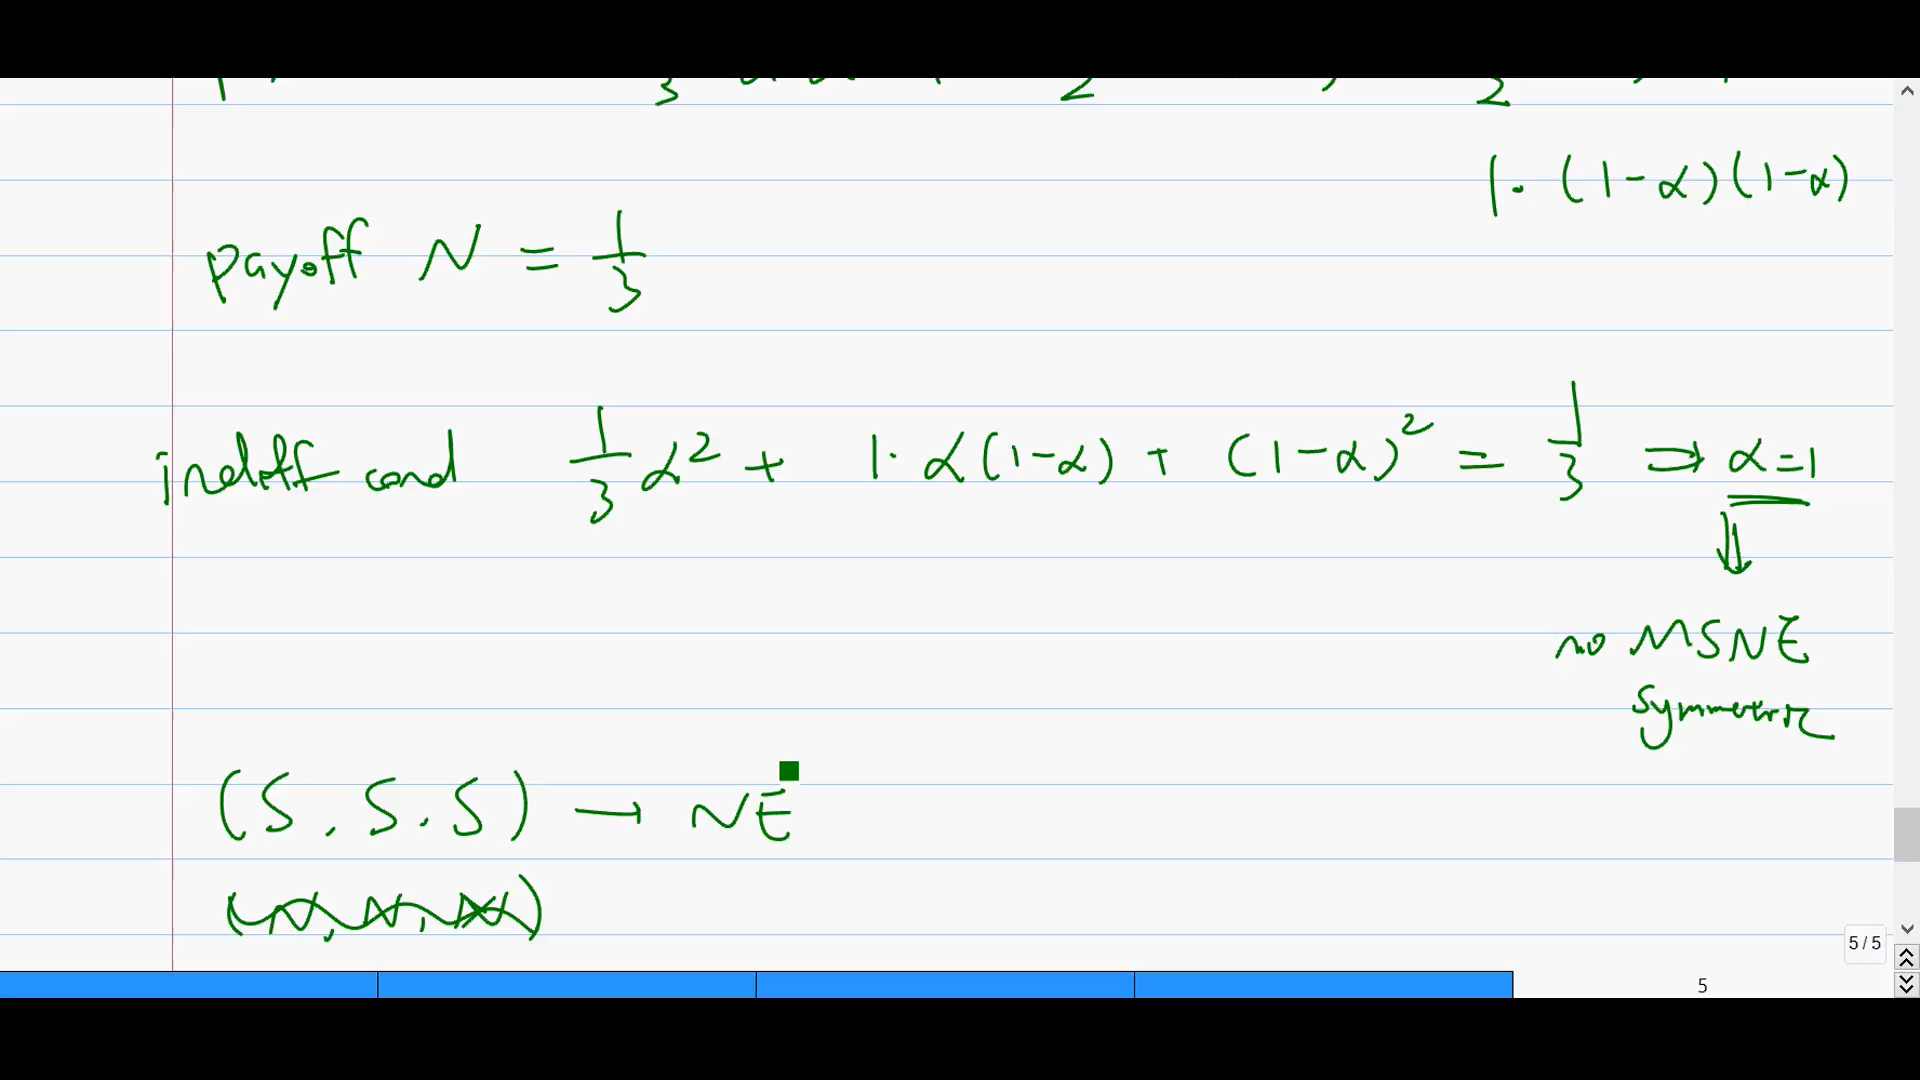 1·(1-α)(1-α)
payoff N = 1/3
indiff cond 1/3 α² + 1·α(1-α) + (1-α)² = 1/3 ⇒ α=1
⇓
no MSNE
symmetric
(S, S, S) → NE
(N, N, N)
5 / 5
5